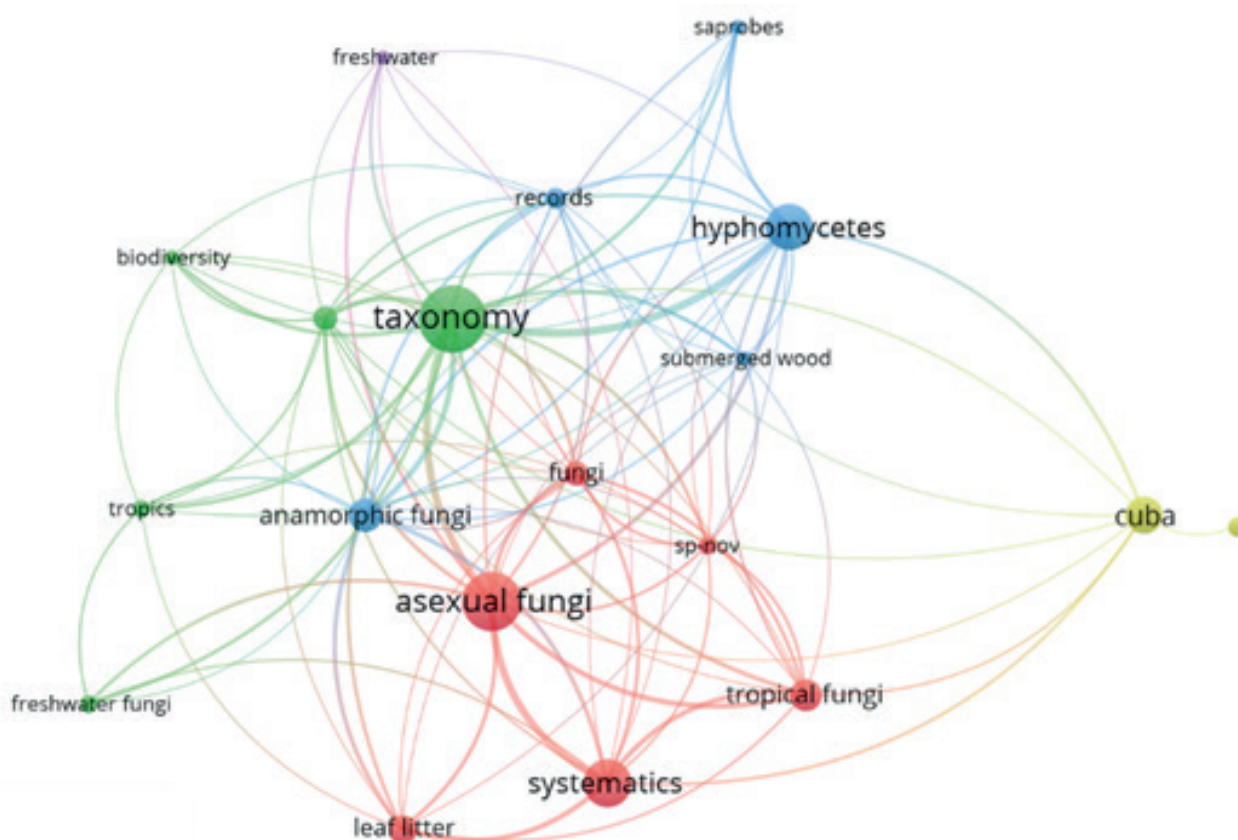 saprobes
freshwater
records
hyphomycetes
biodiversity
taxonomy
submerged wood
fungi
tropics
anamorphic fungi
cuba
sp-nov
asexual fungi
tropical fungi
freshwater fungi
systematics
leaf litter